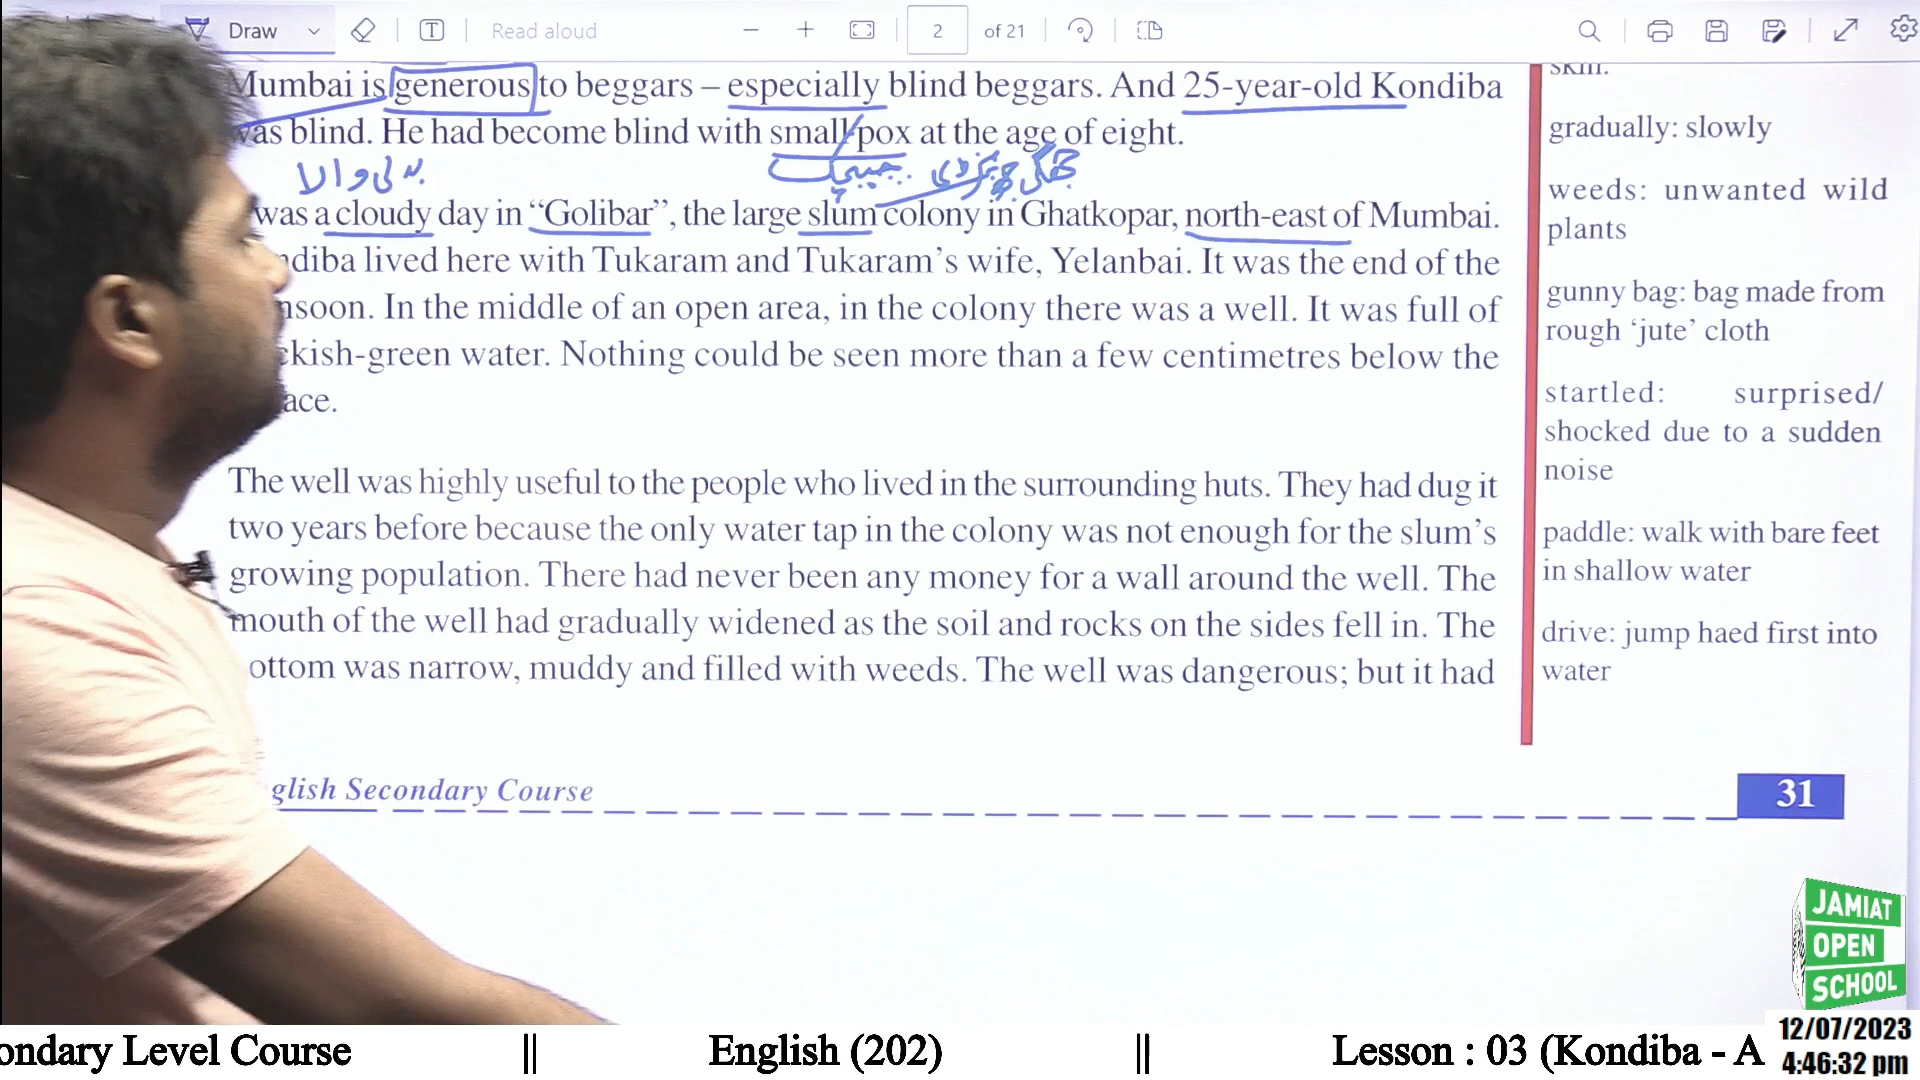 Draw
Read aloud
2
of 21
Mumbai is generous to beggars – especially blind beggars. And 25-year-old Kondiba
was blind. He had become blind with small pox at the age of eight.
بدلی والا
چیچک
جھگی جھونپڑی
was a cloudy day in “Golibar”, the large slum colony in Ghatkopar, north-east of Mumbai.
diba lived here with Tukaram and Tukaram’s wife, Yelanbai. It was the end of the
nsoon. In the middle of an open area, in the colony there was a well. It was full of
ckish-green water. Nothing could be seen more than a few centimetres below the
ace.
The well was highly useful to the people who lived in the surrounding huts. They had dug it
two years before because the only water tap in the colony was not enough for the slum’s
growing population. There had never been any money for a wall around the well. The
mouth of the well had gradually widened as the soil and rocks on the sides fell in. The
ottom was narrow, muddy and filled with weeds. The well was dangerous; but it had
skill.
gradually: slowly
weeds: unwanted wild
plants
gunny bag: bag made from
rough ‘jute’ cloth
startled: surprised/
shocked due to a sudden
noise
paddle: walk with bare feet
in shallow water
drive: jump haed first into
water
glish Secondary Course
31
JAMIAT
OPEN
SCHOOL
12/07/2023
4:46:32 pm
ondary Level Course || English (202) || Lesson : 03 (Kondiba - A